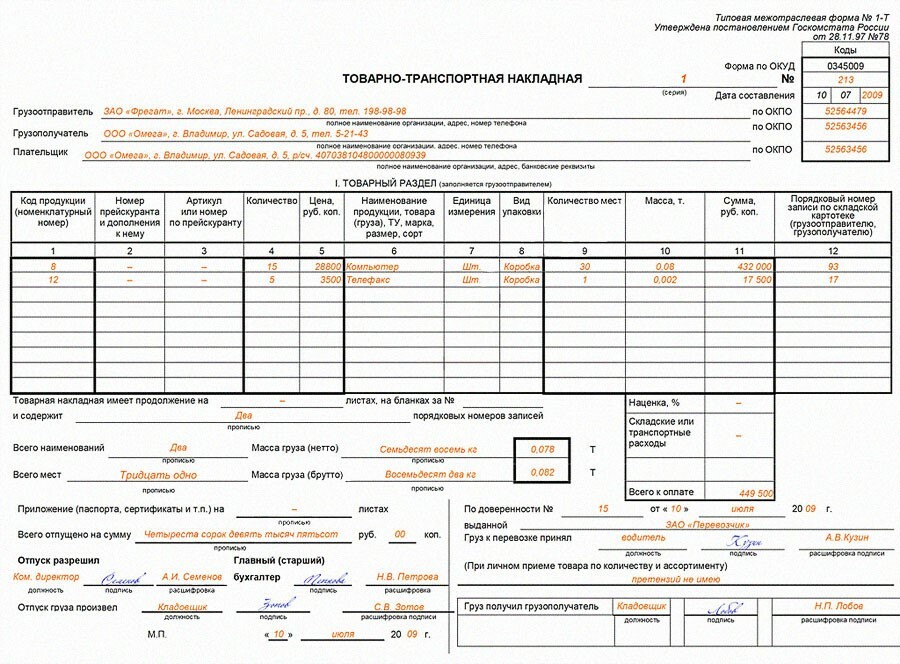 Типовая межотраслевая форма № 1-Т
Утверждена постановлением Госкомстата России
от 28.11.97 №78
Коды
Форма по ОКУД 0345009
ТОВАРНО-ТРАНСПОРТНАЯ НАКЛАДНАЯ 1 № 213
(серия)
Дата составления 10 07 2009
Грузоотправитель ЗАО «Фрегат», г. Москва, Ленинградский пр., д. 80, тел. 198-98-98 по ОКПО 52564479
полное наименование организации, адрес, номер телефона
Грузополучатель ООО «Омега», г. Владимир, ул. Садовая, д. 5, тел. 5-21-43 по ОКПО 52563456
полное наименование организации, адрес, номер телефона
Плательщик ООО «Омега», г. Владимир, ул. Садовая, д. 5, р/сч. 40703810480000080939 по ОКПО 52563456
полное наименование организации, адрес, банковские реквизиты
I. ТОВАРНЫЙ РАЗДЕЛ (заполняется грузоотправителем)
Код продукции (номенклатурный номер) Номер прейскуранта и дополнения к нему Артикул или номер по прейскуранту Количество Цена, руб. коп. Наименование продукции, товара (груза), ТУ, марка, размер, сорт Единица измерения Вид упаковки Количество мест Масса, т. Сумма, руб. коп. Порядковый номер записи по складской картотеке (грузоотправителю, грузополучателю)
1 2 3 4 5 6 7 8 9 10 11 12
8 – – 15 28800 Компьютер Шт. Коробка 30 0,08 432 000 93
12 – – 5 3500 Телефакс Шт. Коробка 1 0,002 17 500 17
Товарная накладная имеет продолжение на – листах, на бланках за №
и содержит Два порядковых номеров записей
прописью
Всего наименований Два Масса груза (нетто) Семьдесят восемь кг 0,078 Т
прописью прописью
Всего мест Тридцать одно Масса груза (брутто) Восемьдесят два кг 0,082 Т
прописью прописью
Наценка, % –
Складские или транспортные расходы –
Всего к оплате 449 500
Приложение (паспорта, сертификаты и т.п.) на – листах
прописью
Всего отпущено на сумму Четыреста сорок девять тысяч пятьсот руб. 00 коп.
прописью
Отпуск разрешил Главный (старший)
Ком. директор Семенов А.И. Семенов бухгалтер Петрова Н.В. Петрова
должность подпись расшифровка подпись расшифровка подписи
Отпуск груза произвел Кладовщик Зотов С.В. Зотов
должность подпись расшифровка подписи
М.П. « 10 » июля 20 09 г.
По доверенности № 15 от « 10 » июля 20 09 г.
выданной ЗАО «Перевозчик»
Груз к перевозке принял водитель Кузин А.В.Кузин
должность подпись расшифровка подписи
(При личном приеме товара по количеству и ассортименту)
претензий не имею
Груз получил грузополучатель Кладовщик Лобов Н.П. Лобов
должность подпись расшифровка подписи